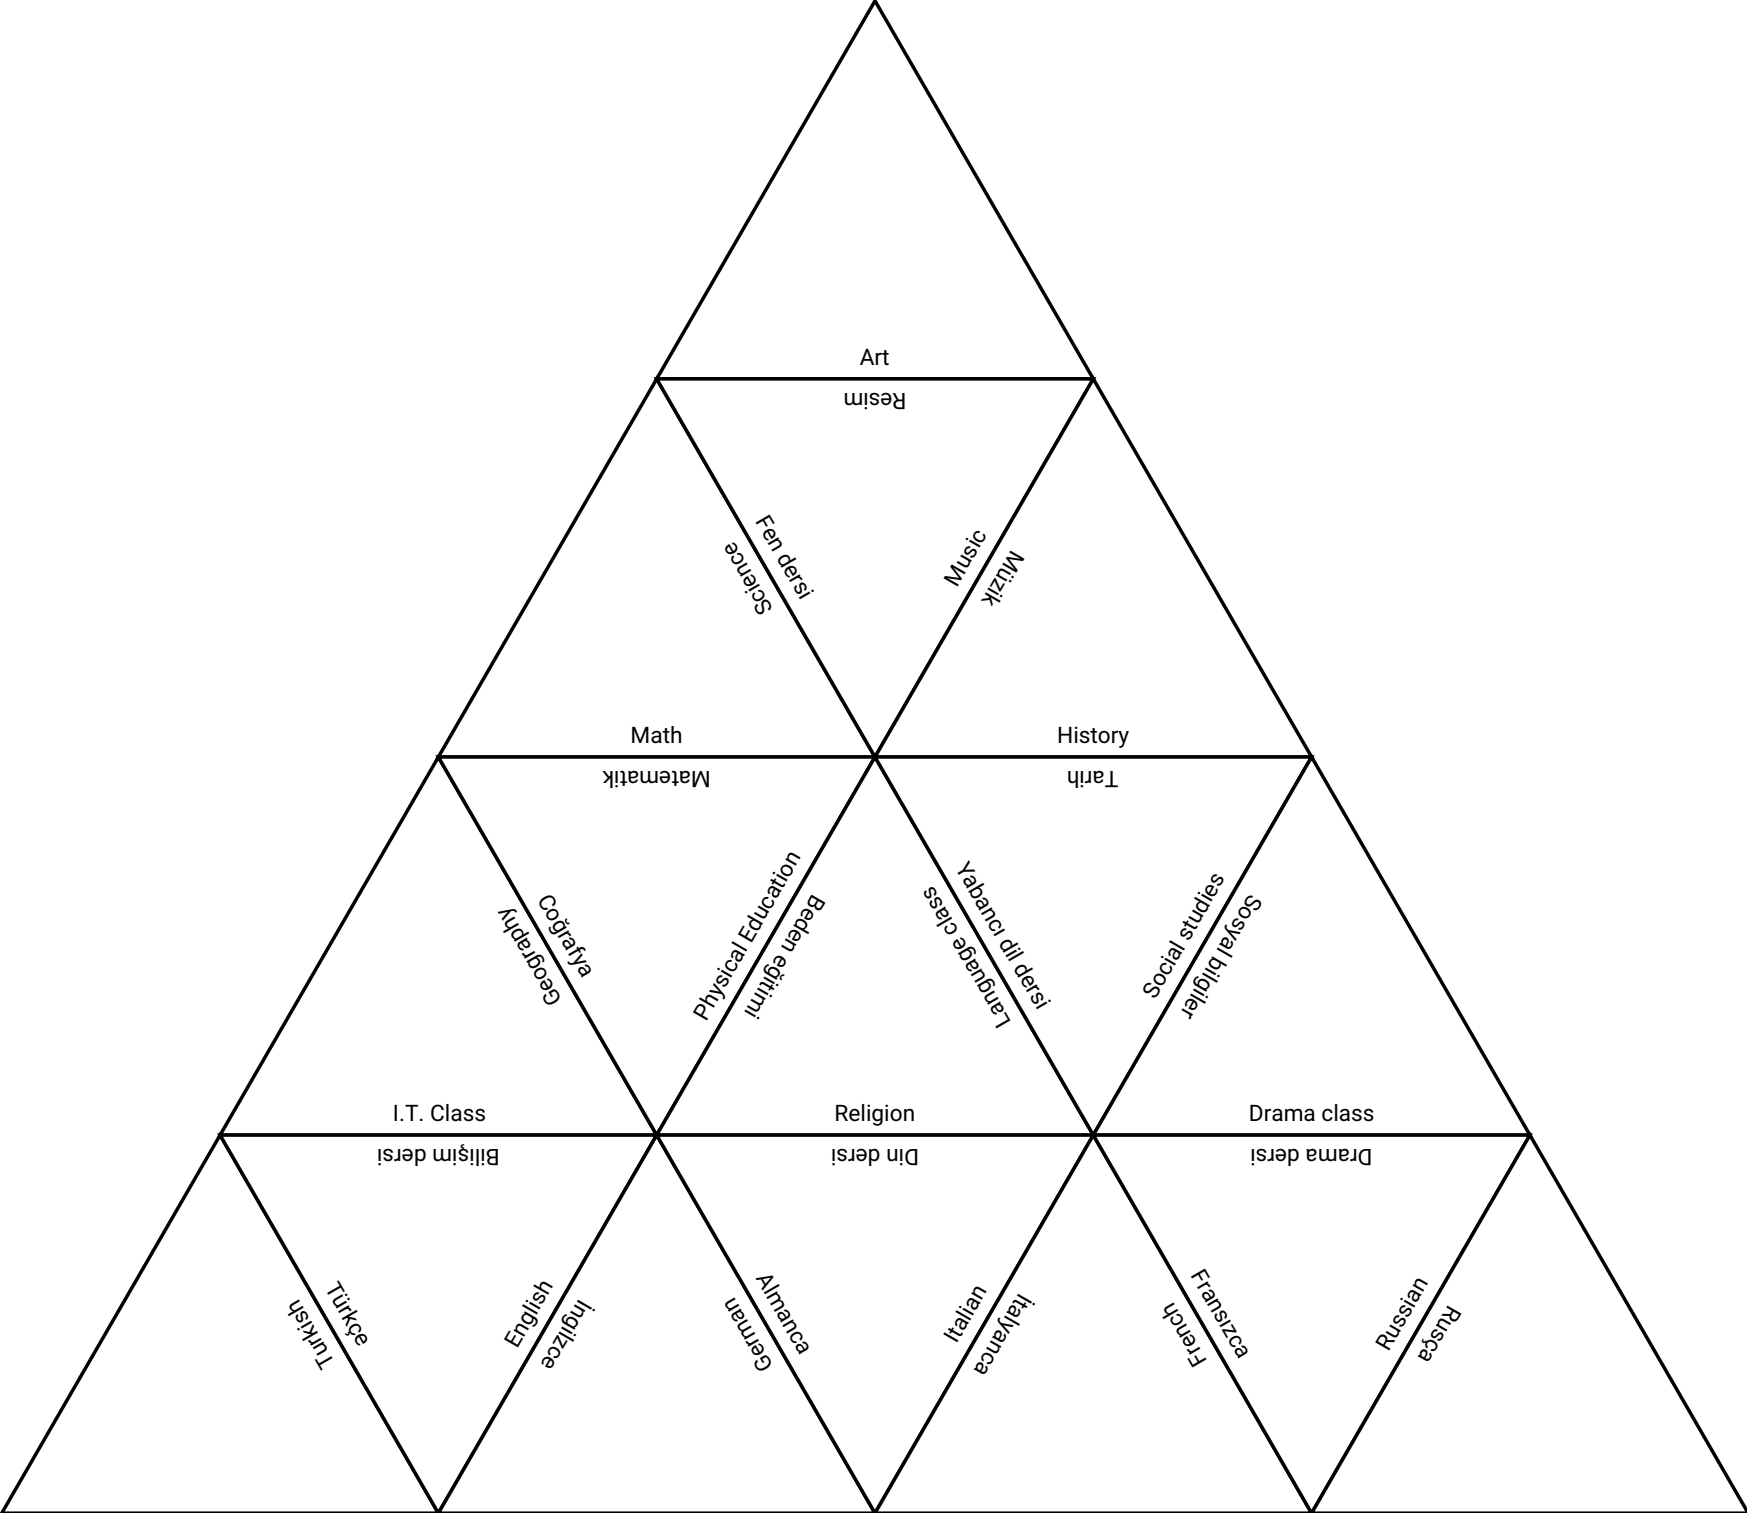 Art
Resim
Fen dersi
Science
Music
Müzik
Math
Matematik
History
Tarih
Coğrafya
Geography
Physical Education
Beden eğitimi
Yabancı dil dersi
Language class
Social studies
Sosyal bilgiler
I.T. Class
Bilişim dersi
Religion
Din dersi
Drama class
Drama dersi
Türkçe
Turkish
English
İngilizce
Almanca
German
Italian
İtalyanca
Fransızca
French
Russian
Rusça